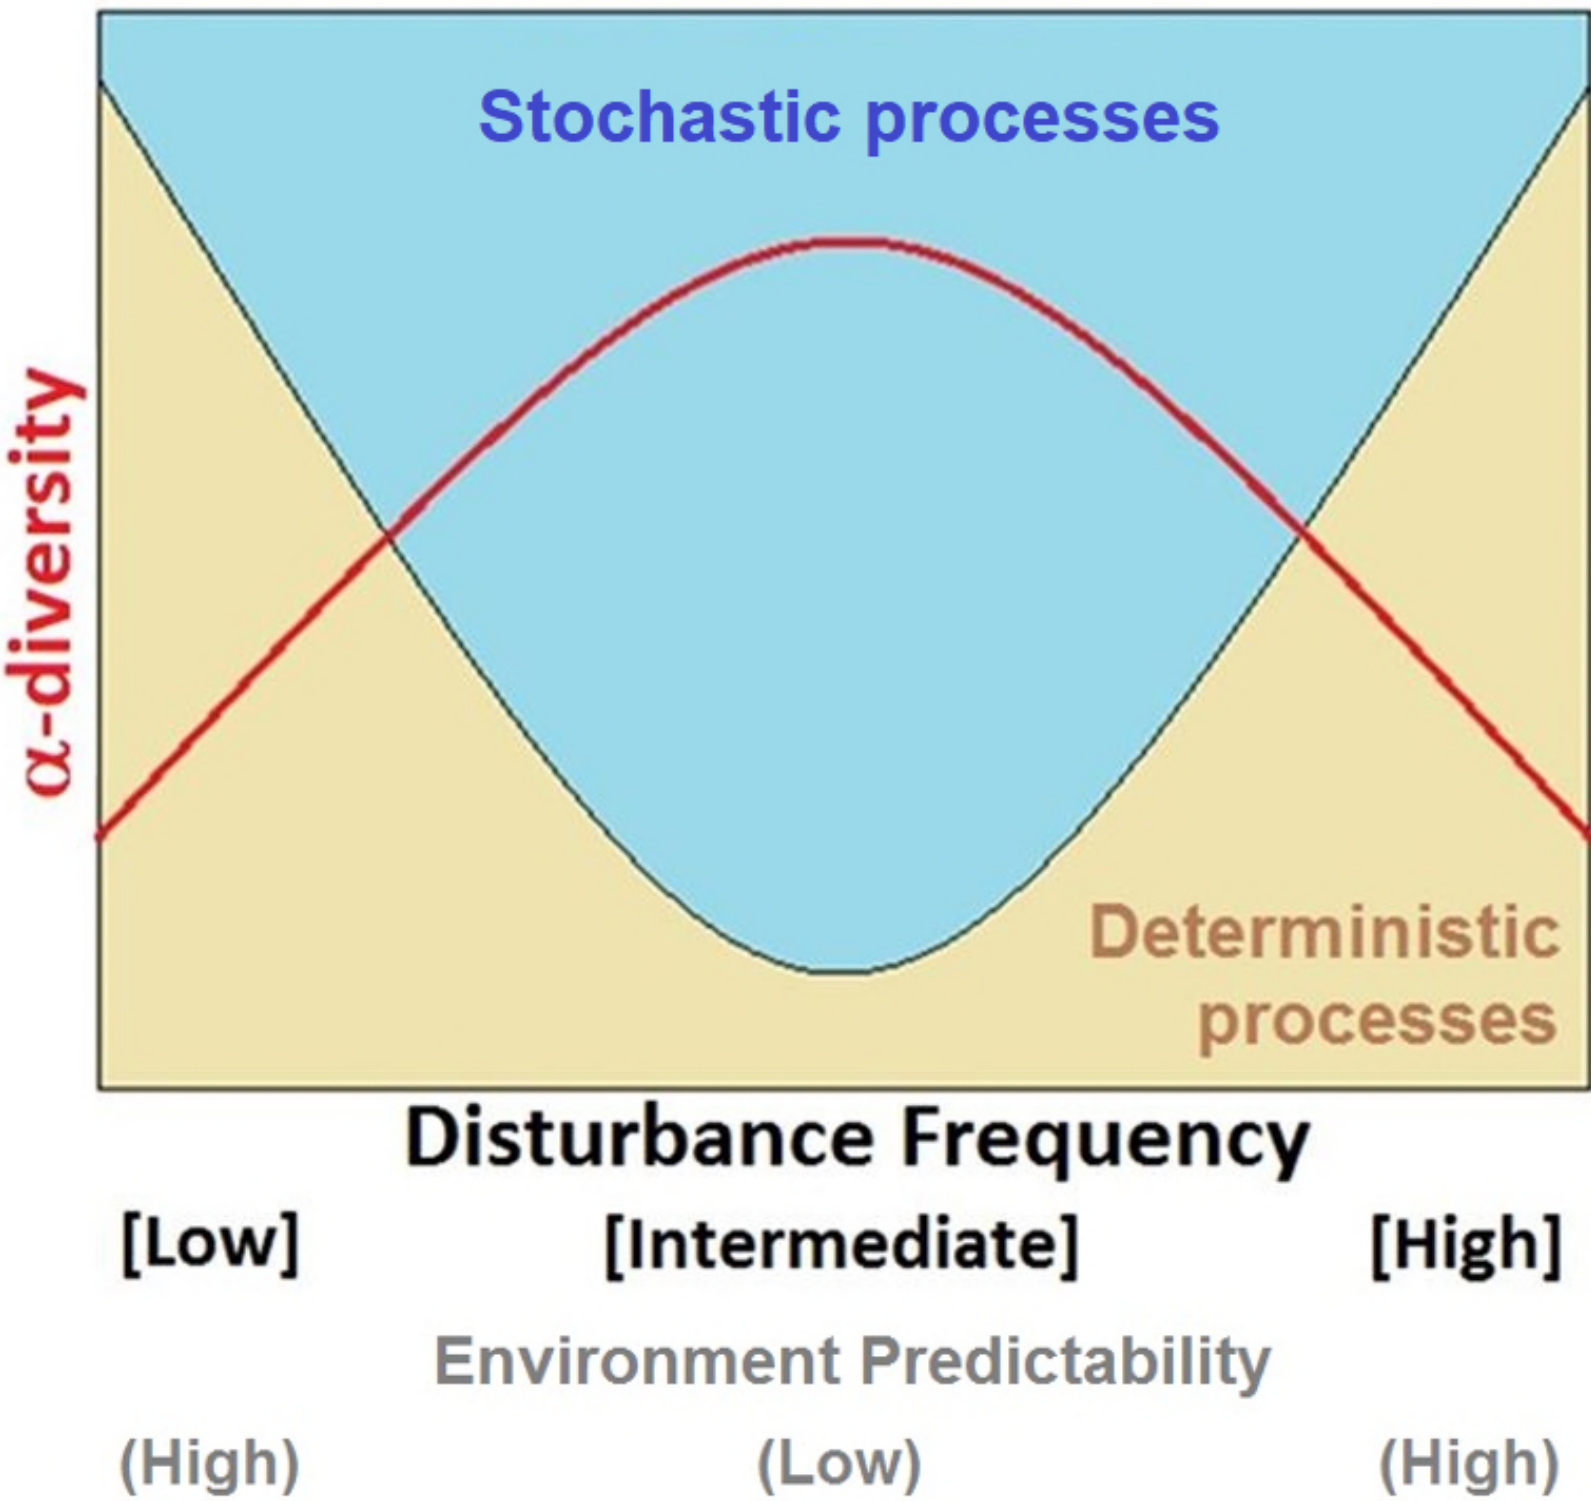 Stochastic processes
α-diversity
Deterministic
processes
Disturbance Frequency
[Low] [Intermediate] [High]
Environment Predictability
(High) (Low) (High)